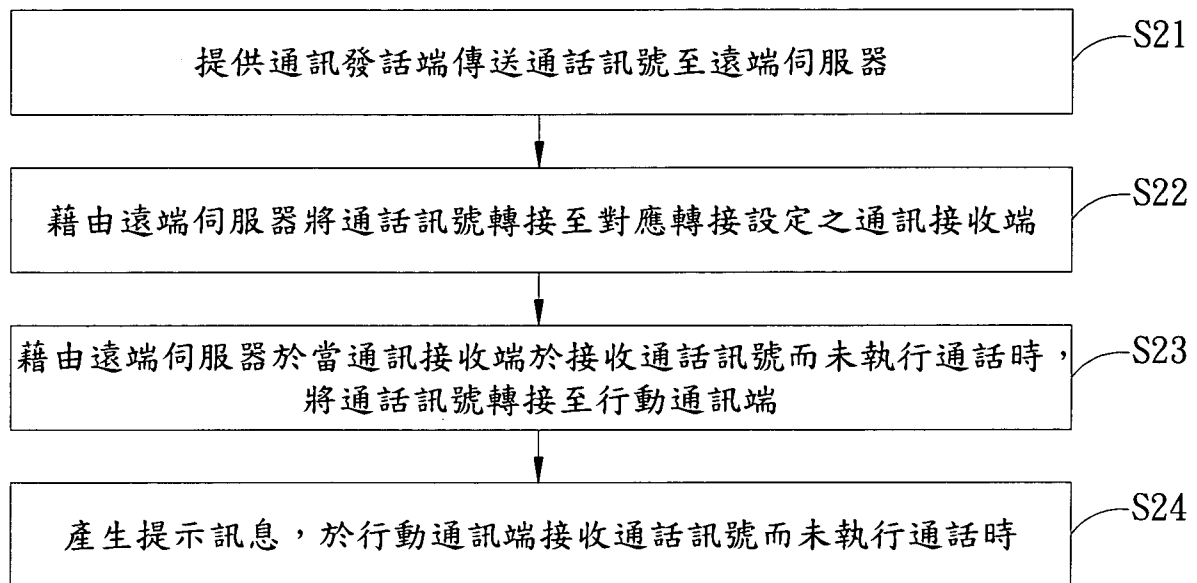 提供通訊發話端傳送通話訊號至遠端伺服器
S21
藉由遠端伺服器將通話訊號轉接至對應轉接設定之通訊接收端
S22
藉由遠端伺服器於當通訊接收端於接收通話訊號而未執行通話時，
將通話訊號轉接至行動通訊端
S23
產生提示訊息，於行動通訊端接收通話訊號而未執行通話時
S24